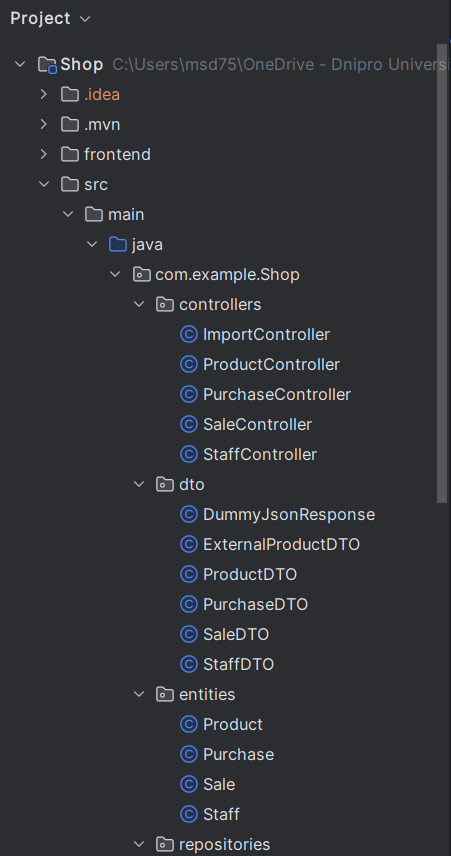 Project
Shop C:\Users\msd75\OneDrive - Dnipro Universi
.idea
.mvn
frontend
src
main
java
com.example.Shop
controllers
ImportController
ProductController
PurchaseController
SaleController
StaffController
dto
DummyJsonResponse
ExternalProductDTO
ProductDTO
PurchaseDTO
SaleDTO
StaffDTO
entities
Product
Purchase
Sale
Staff
repositories